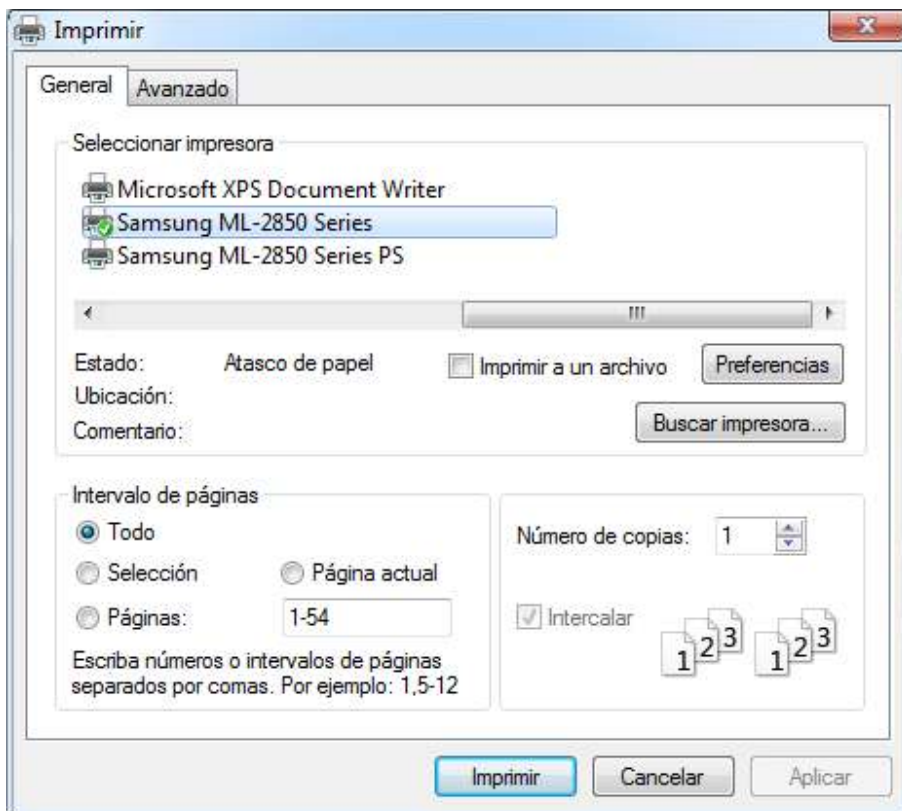 Imprimir
General Avanzado
Seleccionar impresora
Microsoft XPS Document Writer
Samsung ML-2850 Series
Samsung ML-2850 Series PS
Estado: Atasco de papel Imprimir a un archivo Preferencias
Ubicación:
Comentario: Buscar impresora...
Intervalo de páginas
Todo
Selección Página actual
Páginas: 1-54
Escriba números o intervalos de páginas
separados por comas. Por ejemplo: 1,5-12
Número de copias: 1
Intercalar
1 2 3 1 2 3
Imprimir Cancelar Aplicar